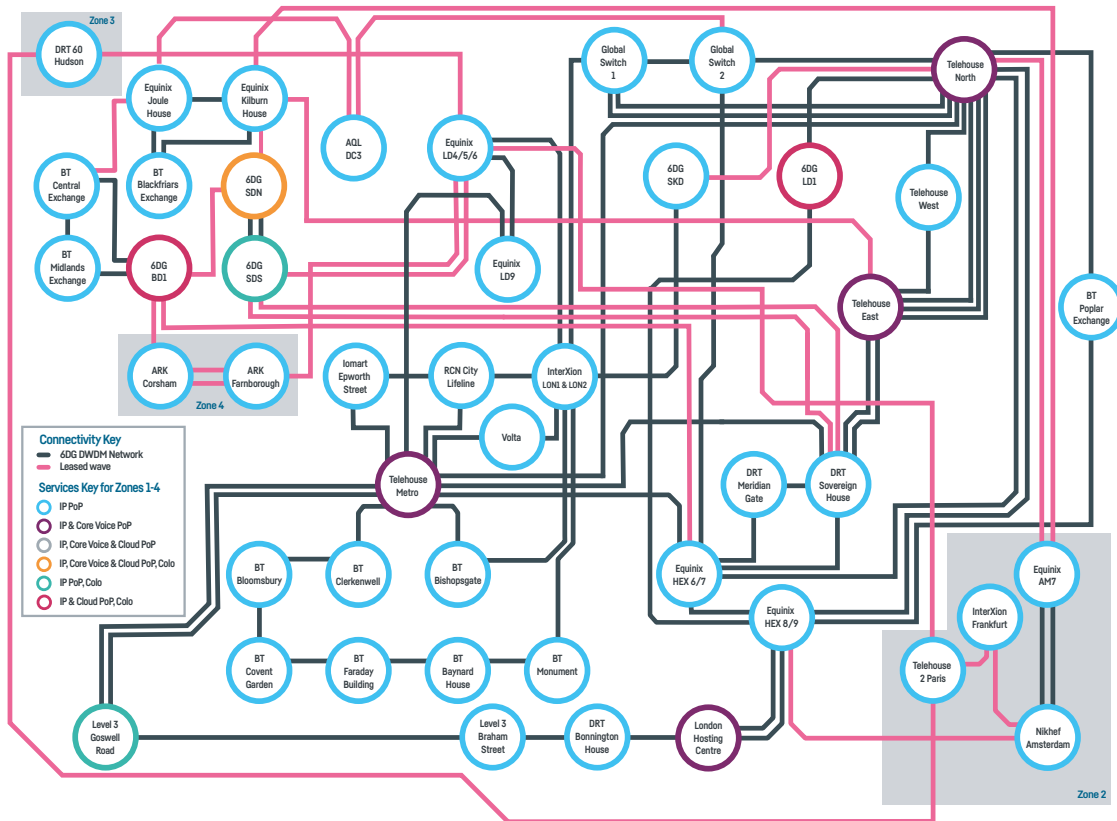 Zone 3
DRT 60
Hudson
Global
Switch
1
Global
Switch
2
Telehouse
North
Equinix
Joule
House
Equinix
Kilburn
House
AQL
DC3
Equinix
LD4/5/6
6DG
SKD
6DG
LD1
BT
Central
Exchange
BT
Blackfriars
Exchange
6DG
SDN
Telehouse
West
BT
Midlands
Exchange
6DG
BD1
6DG
SDS
Equinix
LD9
Telehouse
East
BT
Poplar
Exchange
ARK
Corsham
ARK
Farnborough
Zone 4
Iomart
Epworth
Street
RCN City
Lifeline
InterXion
LON1 & LON2
Volta
Connectivity Key
6DG DWDM Network
Leased wave
Services Key for Zones 1-4
IP PoP
IP & Core Voice PoP
IP, Core Voice & Cloud PoP
IP, Core Voice & Cloud PoP, Colo
IP PoP, Colo
IP & Cloud PoP, Colo
Telehouse
Metro
DRT
Meridian
Gate
DRT
Sovereign
House
BT
Bloomsbury
BT
Clerkenwell
BT
Bishopsgate
Equinix
HEX 6/7
Equinix
HEX 8/9
Equinix
AM7
InterXion
Frankfurt
BT
Covent
Garden
BT
Faraday
Building
BT
Baynard
House
BT
Monument
Telehouse
2 Paris
Level 3
Goswell
Road
Level 3
Braham
Street
DRT
Bonnington
House
London
Hosting
Centre
Nikhef
Amsterdam
Zone 2